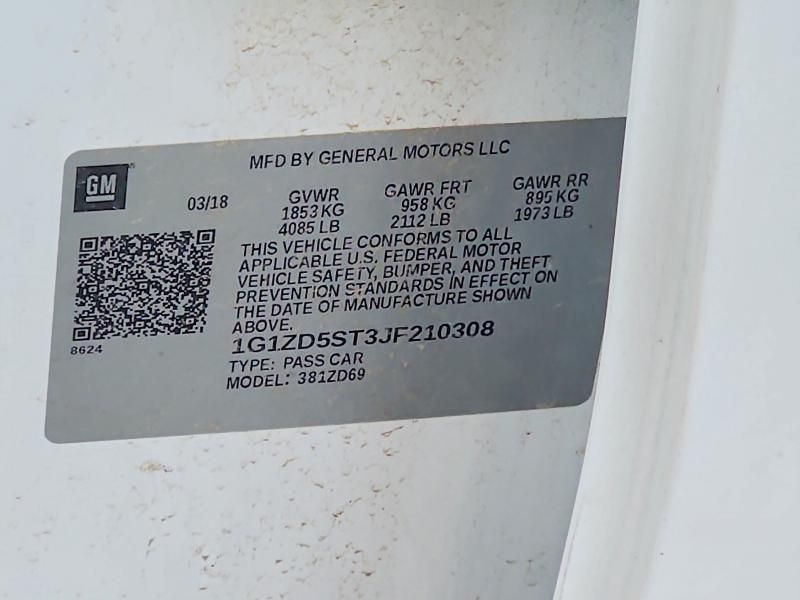 MFD BY GENERAL MOTORS LLC
GM
03/18
GVWR
1853 KG
4085 LB
GAWR FRT
958 KG
2112 LB
GAWR RR
895 KG
1973 LB
THIS VEHICLE CONFORMS TO ALL
APPLICABLE U.S. FEDERAL MOTOR
VEHICLE SAFETY, BUMPER, AND THEFT
PREVENTION STANDARDS IN EFFECT ON
THE DATE OF MANUFACTURE SHOWN
ABOVE.
8624
1G1ZD5ST3JF210308
TYPE: PASS CAR
MODEL: 381ZD69